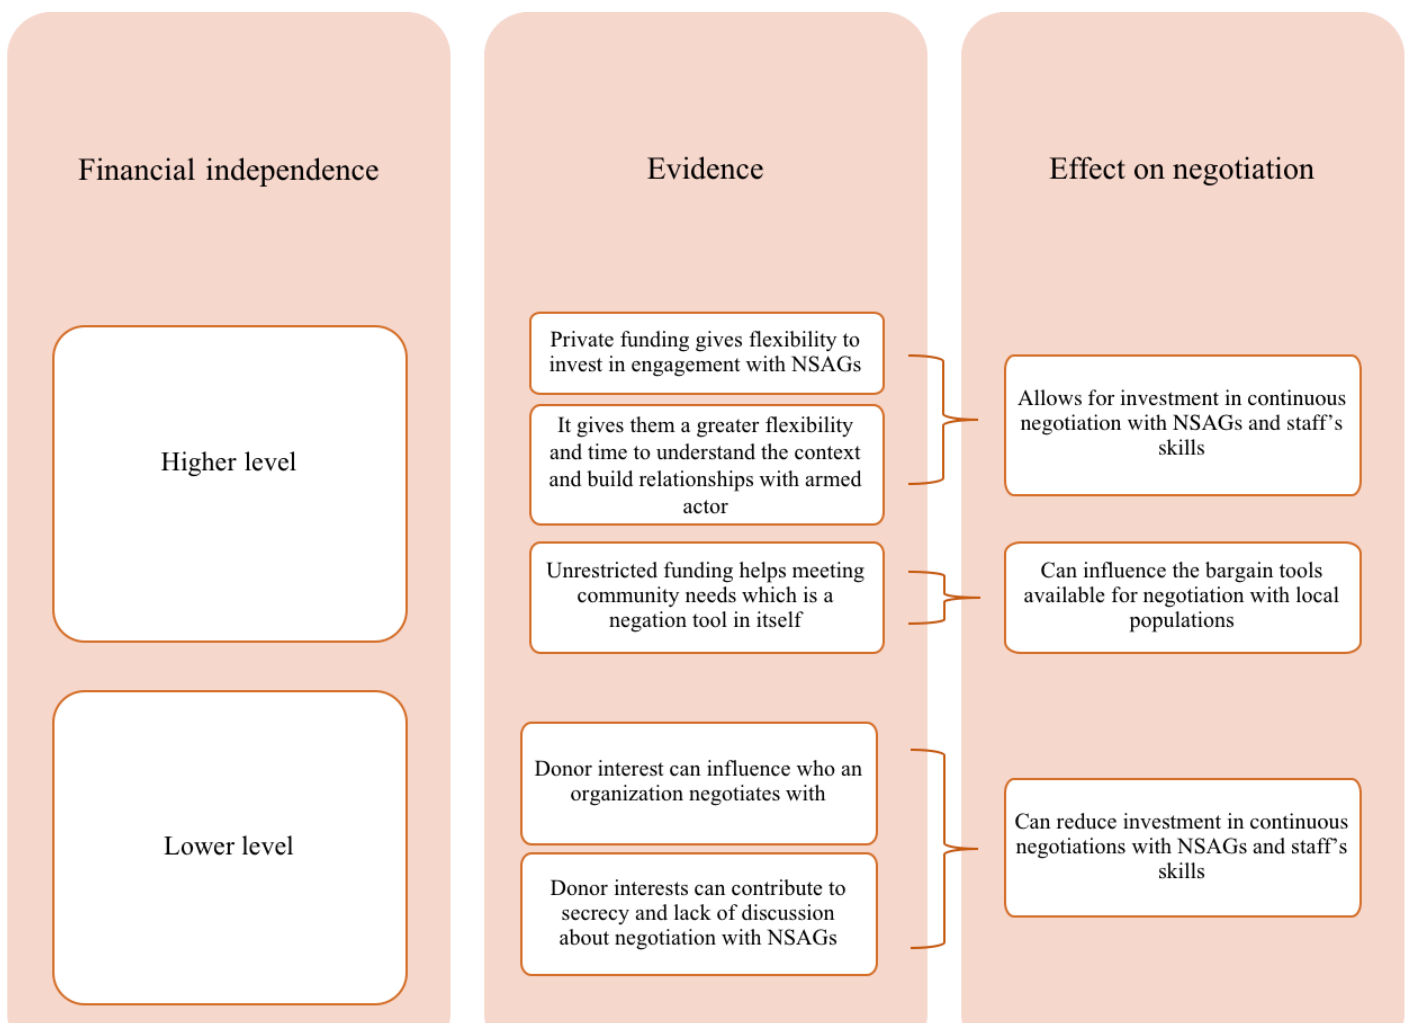 Financial independence
Evidence
Effect on negotiation
Higher level
Private funding gives flexibility to
invest in engagement with NSAGs
It gives them a greater flexibility
and time to understand the context
and build relationships with armed
actor
Unrestricted funding helps meeting
community needs which is a
negation tool in itself
Allows for investment in continuous
negotiation with NSAGs and staff’s
skills
Can influence the bargain tools
available for negotiation with local
populations
Lower level
Donor interest can influence who an
organization negotiates with
Donor interests can contribute to
secrecy and lack of discussion
about negotiation with NSAGs
Can reduce investment in continuous
negotiations with NSAGs and staff’s
skills